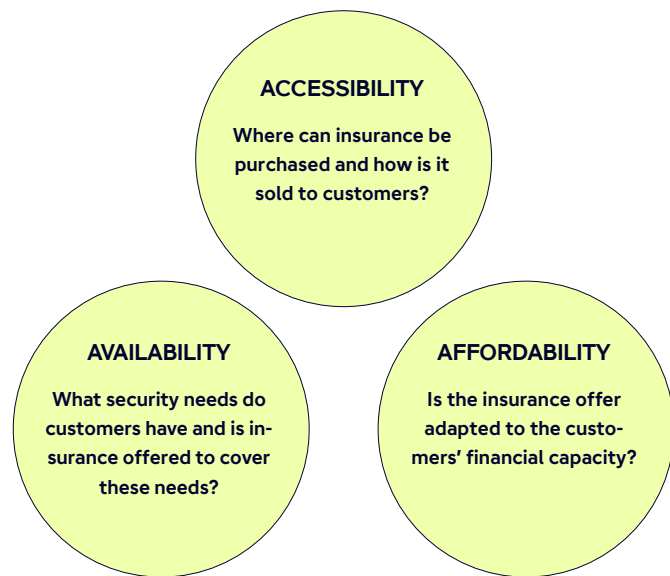 ACCESSIBILITY
Where can insurance be
purchased and how is it
sold to customers?
AVAILABILITY
What security needs do
customers have and is in-
surance offered to cover
these needs?
AFFORDABILITY
Is the insurance offer
adapted to the custo-
mers' financial capacity?